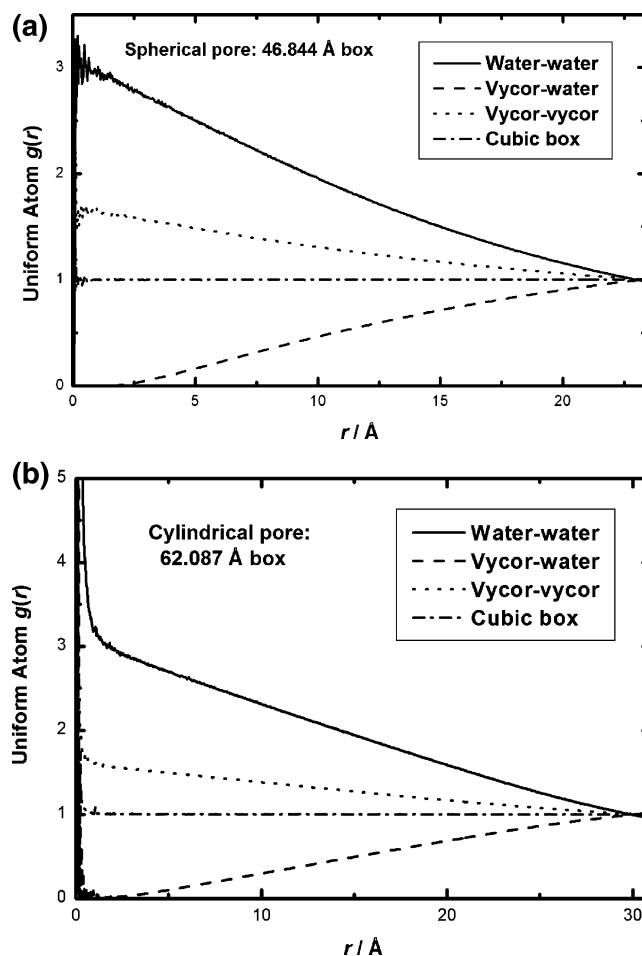 (a)
Spherical pore: 46.844 Å box
Water-water
Vycor-water
Vycor-vycor
Cubic box
Uniform Atom g(r)
3
2
1
0
0 5 10 15 20
r / Å
(b)
Cylindrical pore:
62.087 Å box
Water-water
Vycor-water
Vycor-vycor
Cubic box
Uniform Atom g(r)
5
4
3
2
1
0
0 10 20 30
r / Å